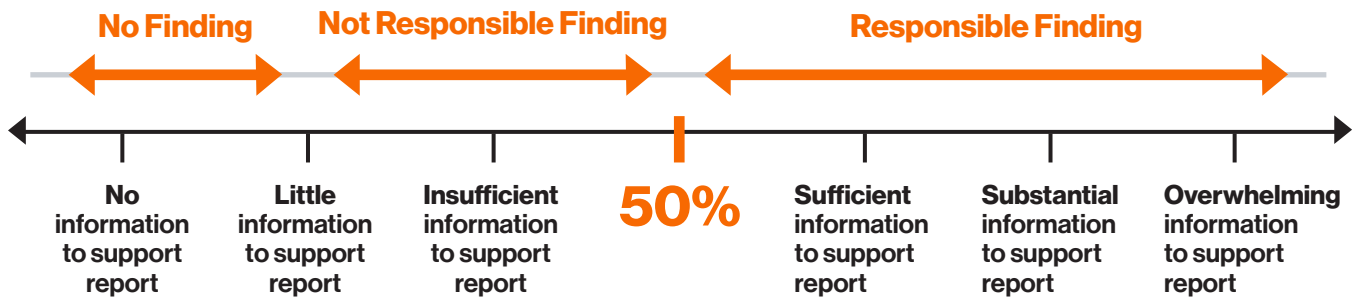 No Finding
Not Responsible Finding
Responsible Finding
No
information
to support
report
Little
information
to support
report
Insufficient
information
to support
report
50%
Sufficient
information
to support
report
Substantial
information
to support
report
Overwhelming
information
to support
report